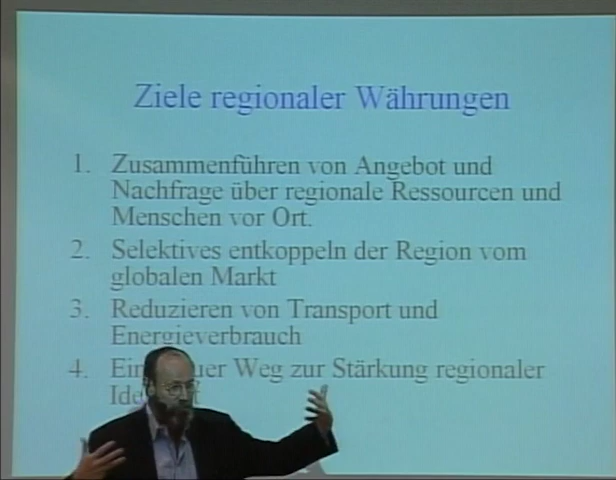 Ziele regionaler Währungen
1. Zusammenführen von Angebot und
Nachfrage über regionale Ressourcen und
Menschen vor Ort.
2. Selektives entkoppeln der Region vom
globalen Markt
3. Reduzieren von Transport und
Energieverbrauch
4. Weg zur Stärkung regionaler